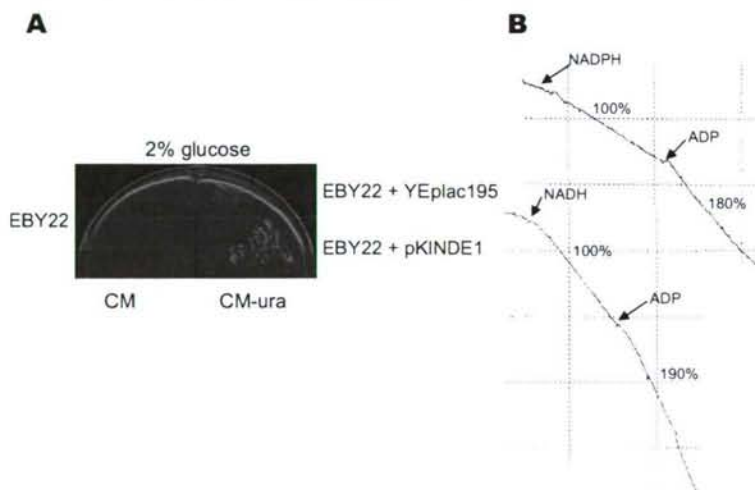 A
2% glucose
EBY22
EBY22 + YEplac195
EBY22 + pKINDE1
CM
CM-ura
B
NADPH
100%
ADP
180%
NADH
100%
ADP
190%